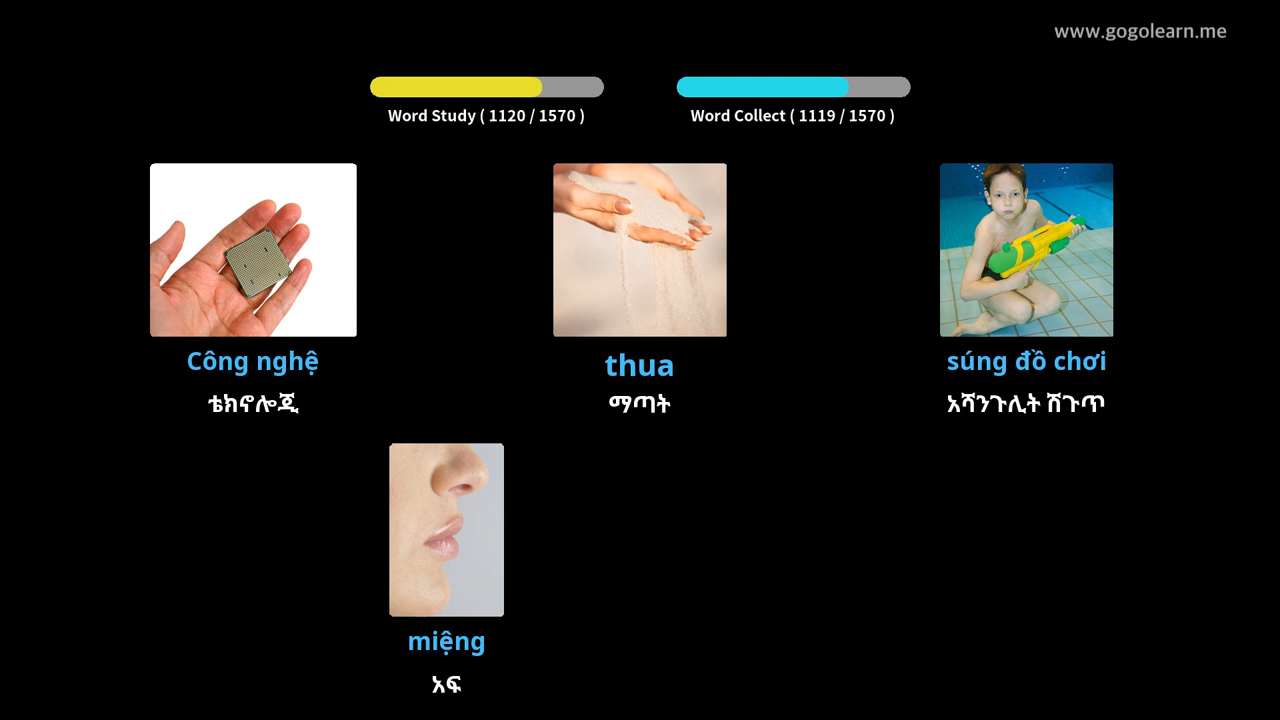 www.gogolearn.me
Word Study ( 1120 / 1570 )
Word Collect ( 1119 / 1570 )
Công nghệ
ቴክኖሎጂ
thua
ማጣት
súng đồ chơi
አሻንጉሊት ሽጉጥ
miệng
አፍ